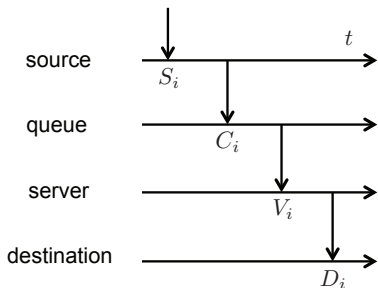 t
source
S_i
queue
C_i
server
V_i
destination
D_i